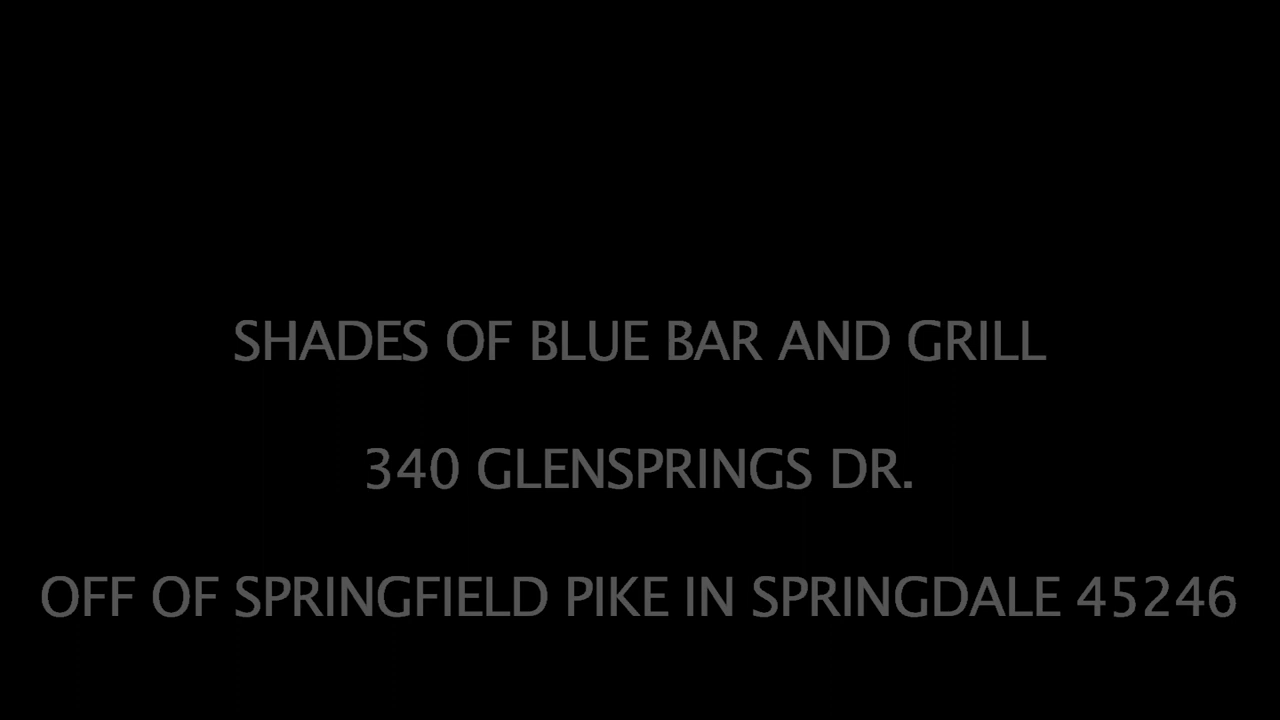 SHADES OF BLUE BAR AND GRILL
340 GLENSPRINGS DR.
OFF OF SPRINGFIELD PIKE IN SPRINGDALE 45246